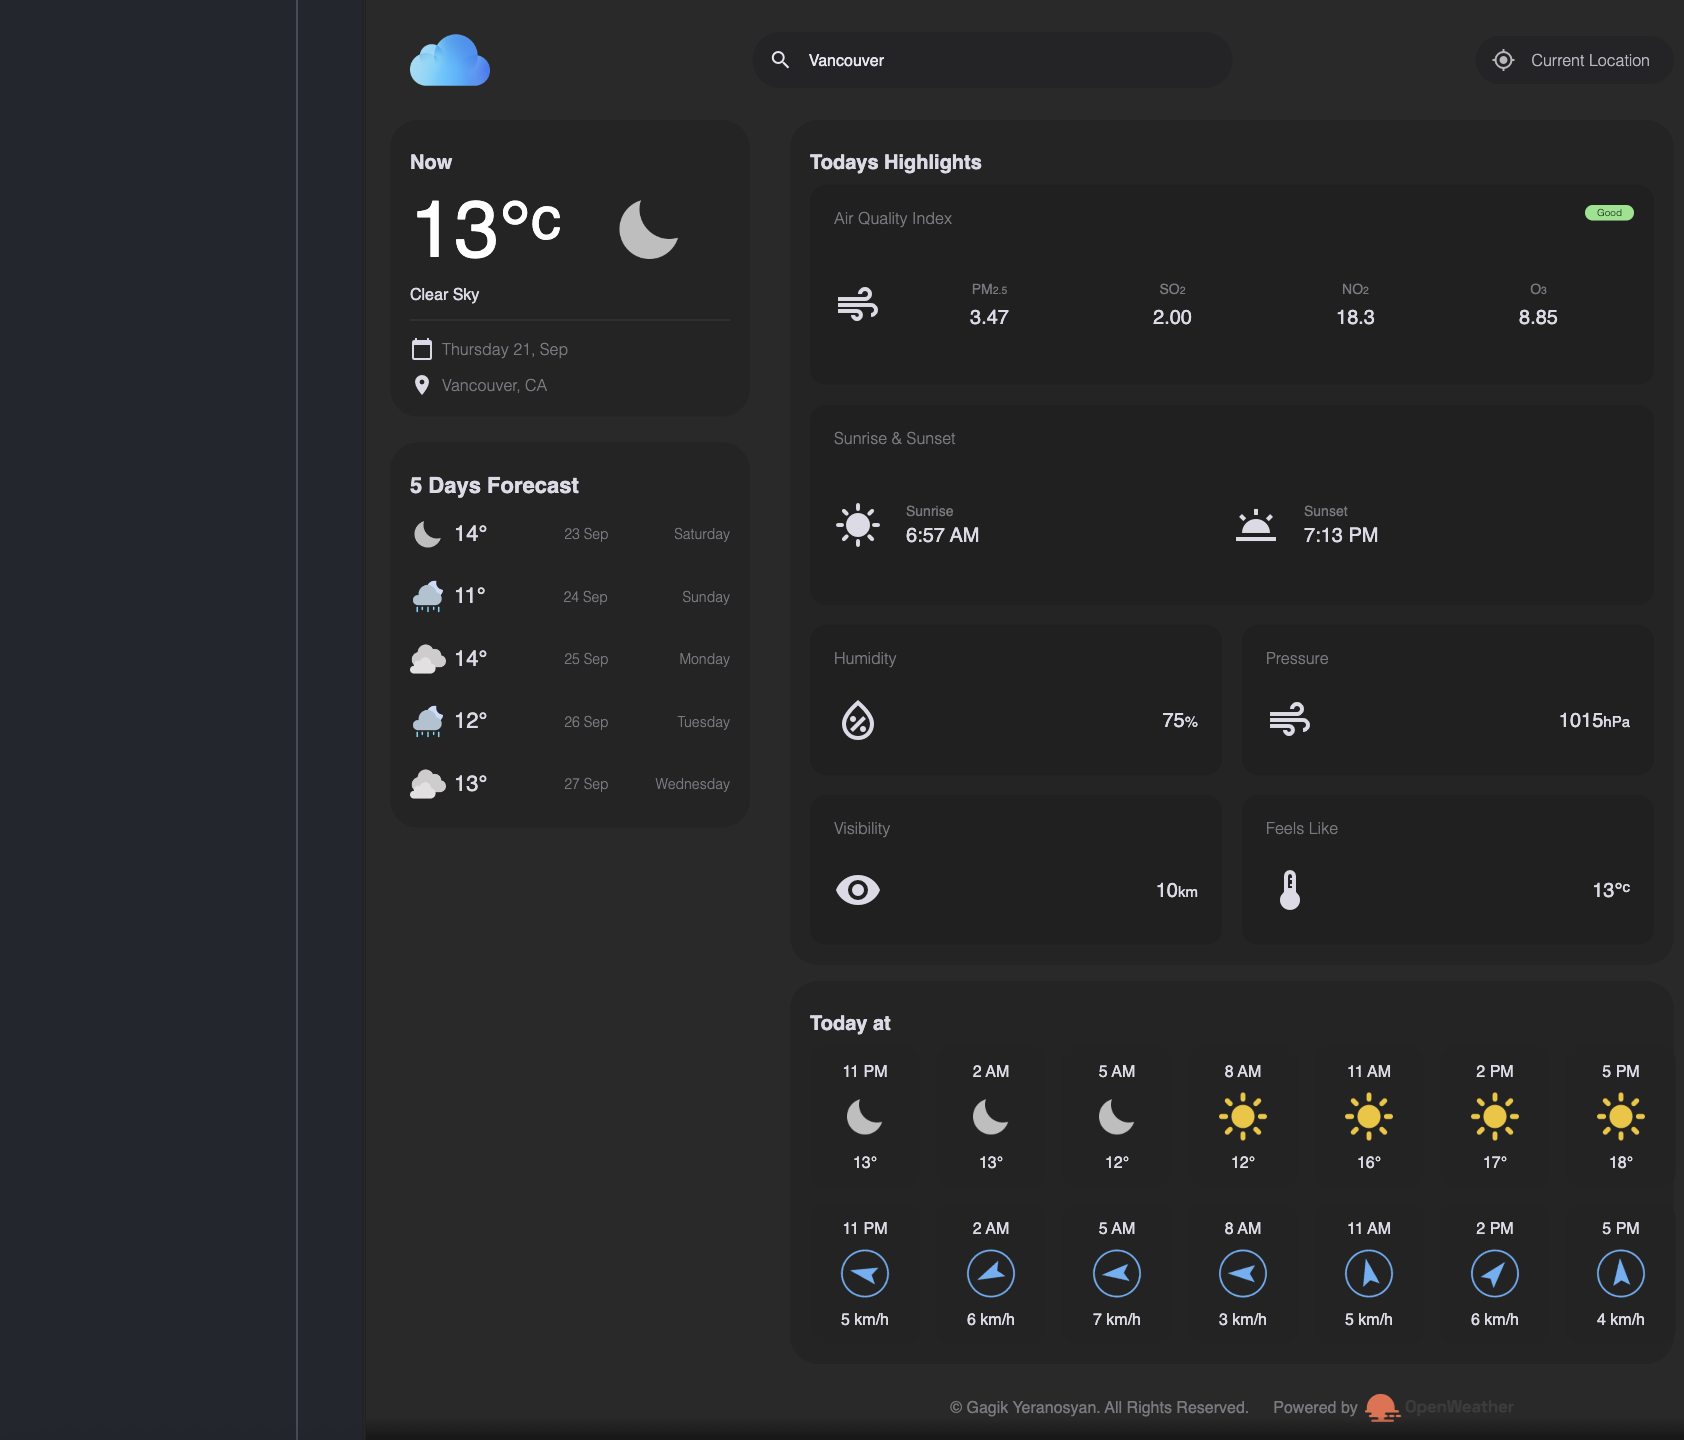 Vancouver
Current Location
Now
13°c
Clear Sky
Thursday 21, Sep
Vancouver, CA
5 Days Forecast
14° 23 Sep Saturday
11° 24 Sep Sunday
14° 25 Sep Monday
12° 26 Sep Tuesday
13° 27 Sep Wednesday
Todays Highlights
Air Quality Index
Good
PM2.5 SO2 NO2 O3
3.47 2.00 18.3 8.85
Sunrise & Sunset
Sunrise
6:57 AM
Sunset
7:13 PM
Humidity
75%
Pressure
1015hPa
Visibility
10km
Feels Like
13°c
Today at
11 PM 2 AM 5 AM 8 AM 11 AM 2 PM 5 PM
13° 13° 12° 12° 16° 17° 18°
11 PM 2 AM 5 AM 8 AM 11 AM 2 PM 5 PM
5 km/h 6 km/h 7 km/h 3 km/h 5 km/h 6 km/h 4 km/h
© Gagik Yeranosyan. All Rights Reserved. Powered by OpenWeather